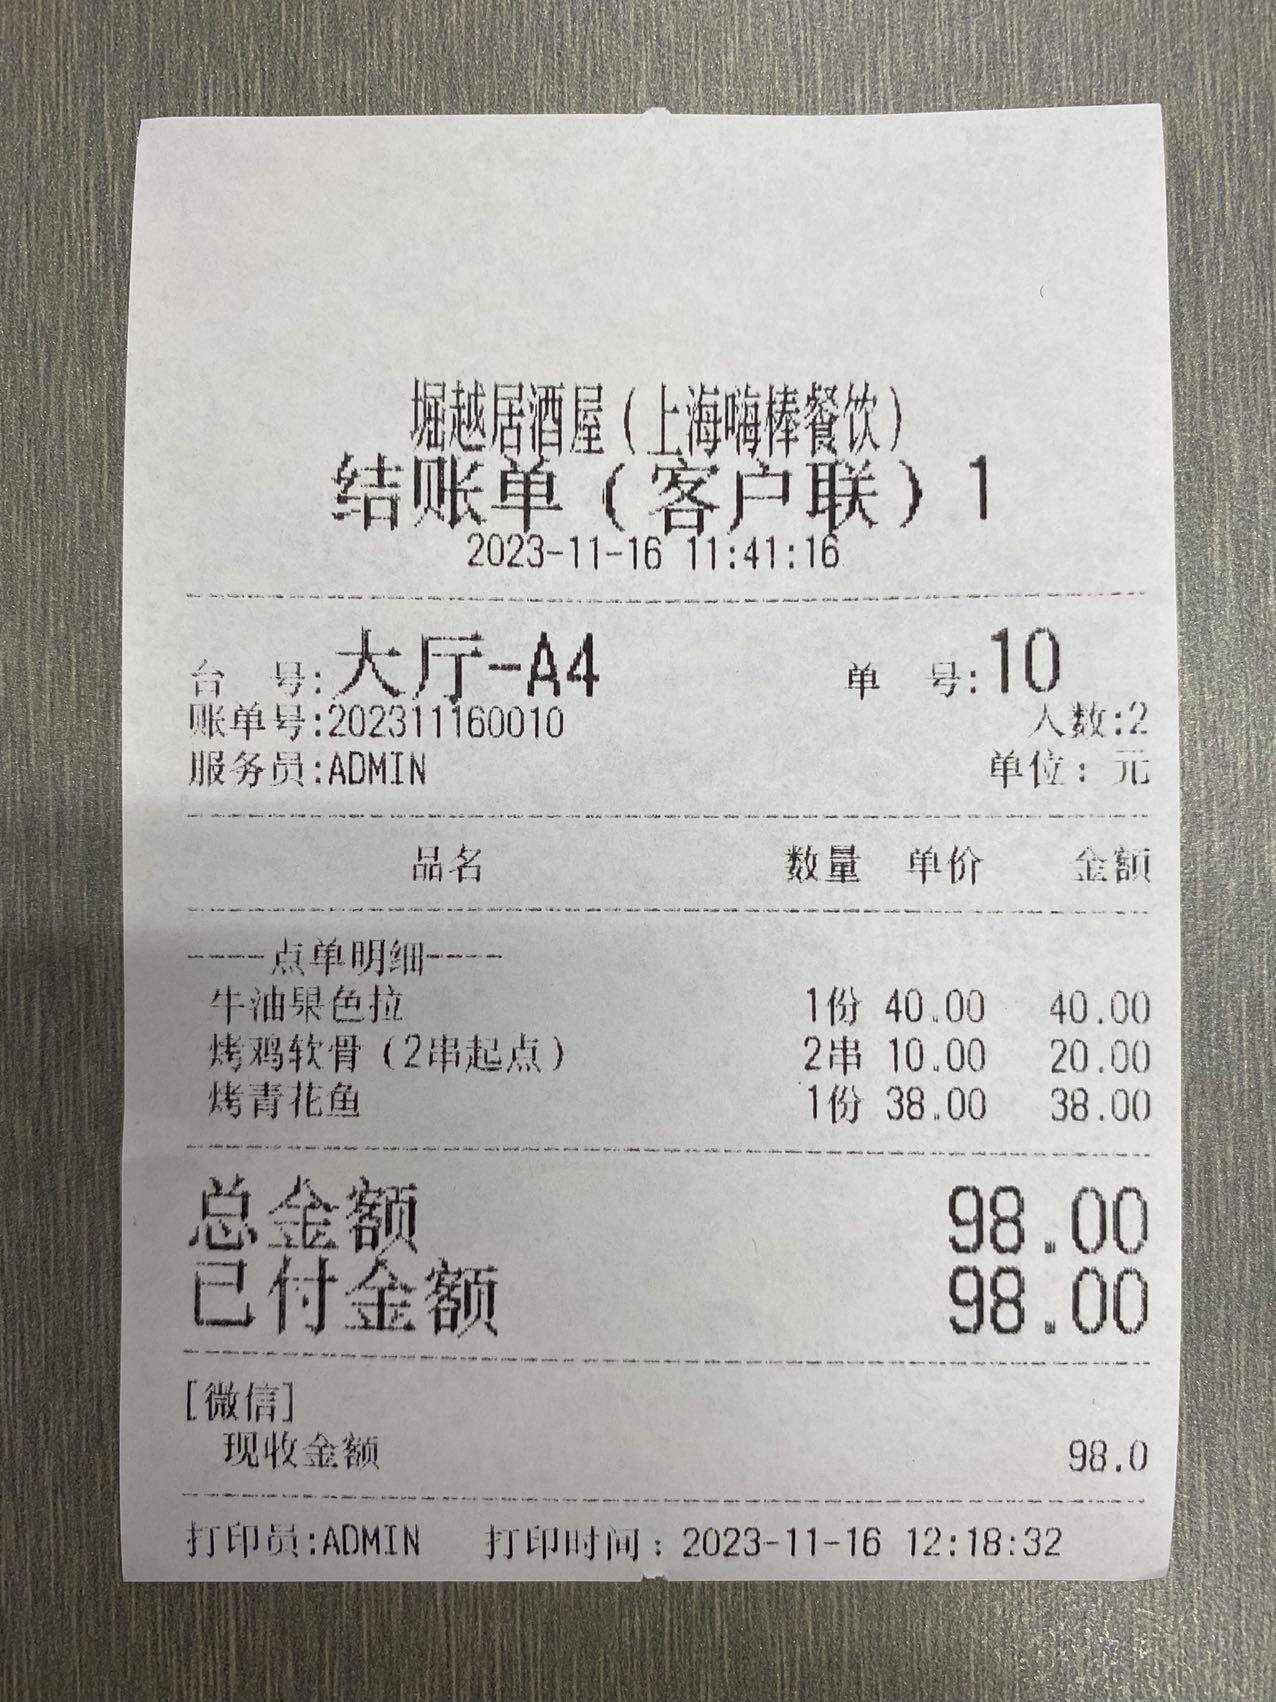 堀越居酒屋(上海嗨棒餐饮)
结账单(客户联)1
2023-11-16 11:41:16
台 号:大厅-A4 单 号:10
账单号:202311160010 人数:2
服务员:ADMIN 单位：元
品名 数量 单价 金额
----点单明细----
牛油果色拉 1份 40.00 40.00
烤鸡软骨(2串起点) 2串 10.00 20.00
烤青花鱼 1份 38.00 38.00
总金额 98.00
已付金额 98.00
[微信]
现收金额 98.0
打印员:ADMIN 打印时间：2023-11-16 12:18:32